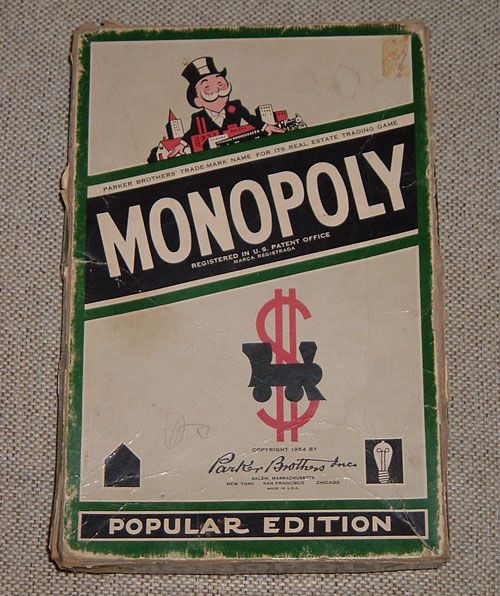 PARKER BROTHERS' TRADE-MARK NAME FOR ITS REAL ESTATE TRADING GAME
MONOPOLY
REGISTERED IN U.S. PATENT OFFICE
MARCA REGISTRADA
$
COPYRIGHT 1954 BY
Parker Brothers Inc.
SALEM, MASSACHUSETTS
NEW YORK SAN FRANCISCO CHICAGO
MADE IN U.S.A.
POPULAR EDITION